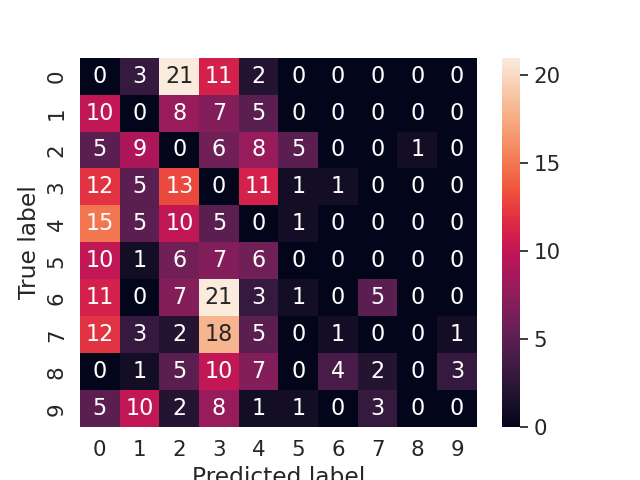 0 3 21 11 2 0 0 0 0 0 0
1 10 0 8 7 5 0 0 0 0 0
2 5 9 0 6 8 5 0 0 1 0
3 12 5 13 0 11 1 1 0 0 0
4 15 5 10 5 0 1 0 0 0 0
5 10 1 6 7 6 0 0 0 0 0
6 11 0 7 21 3 1 0 5 0 0
7 12 3 2 18 5 0 1 0 0 1
8 0 1 5 10 7 0 4 2 0 3
9 5 10 2 8 1 1 0 3 0 0
0 1 2 3 4 5 6 7 8 9
Predicted label
True label
20
15
10
5
0